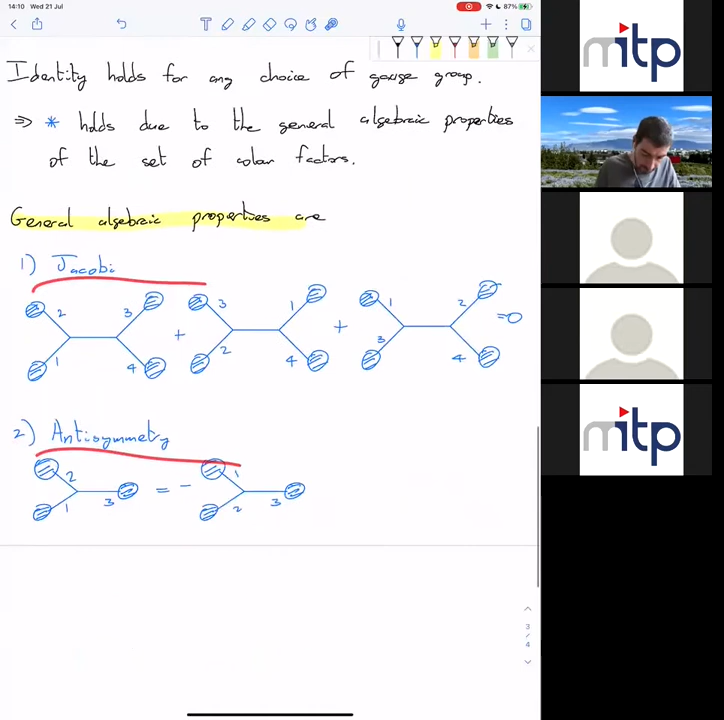 14:10 Wed 21 Jul
87%
mitp
Identity holds for any choice of gauge group.
⇒ * holds due to the general algebraic properties
of the set of color factors.
General algebraic properties are
1) Jacobi
2 3 3 1 1 2
+ + =0
1 4 2 4 3 4
2) Antisymmetry
2 1
= -
1 3 2 3
3
/
4
mitp